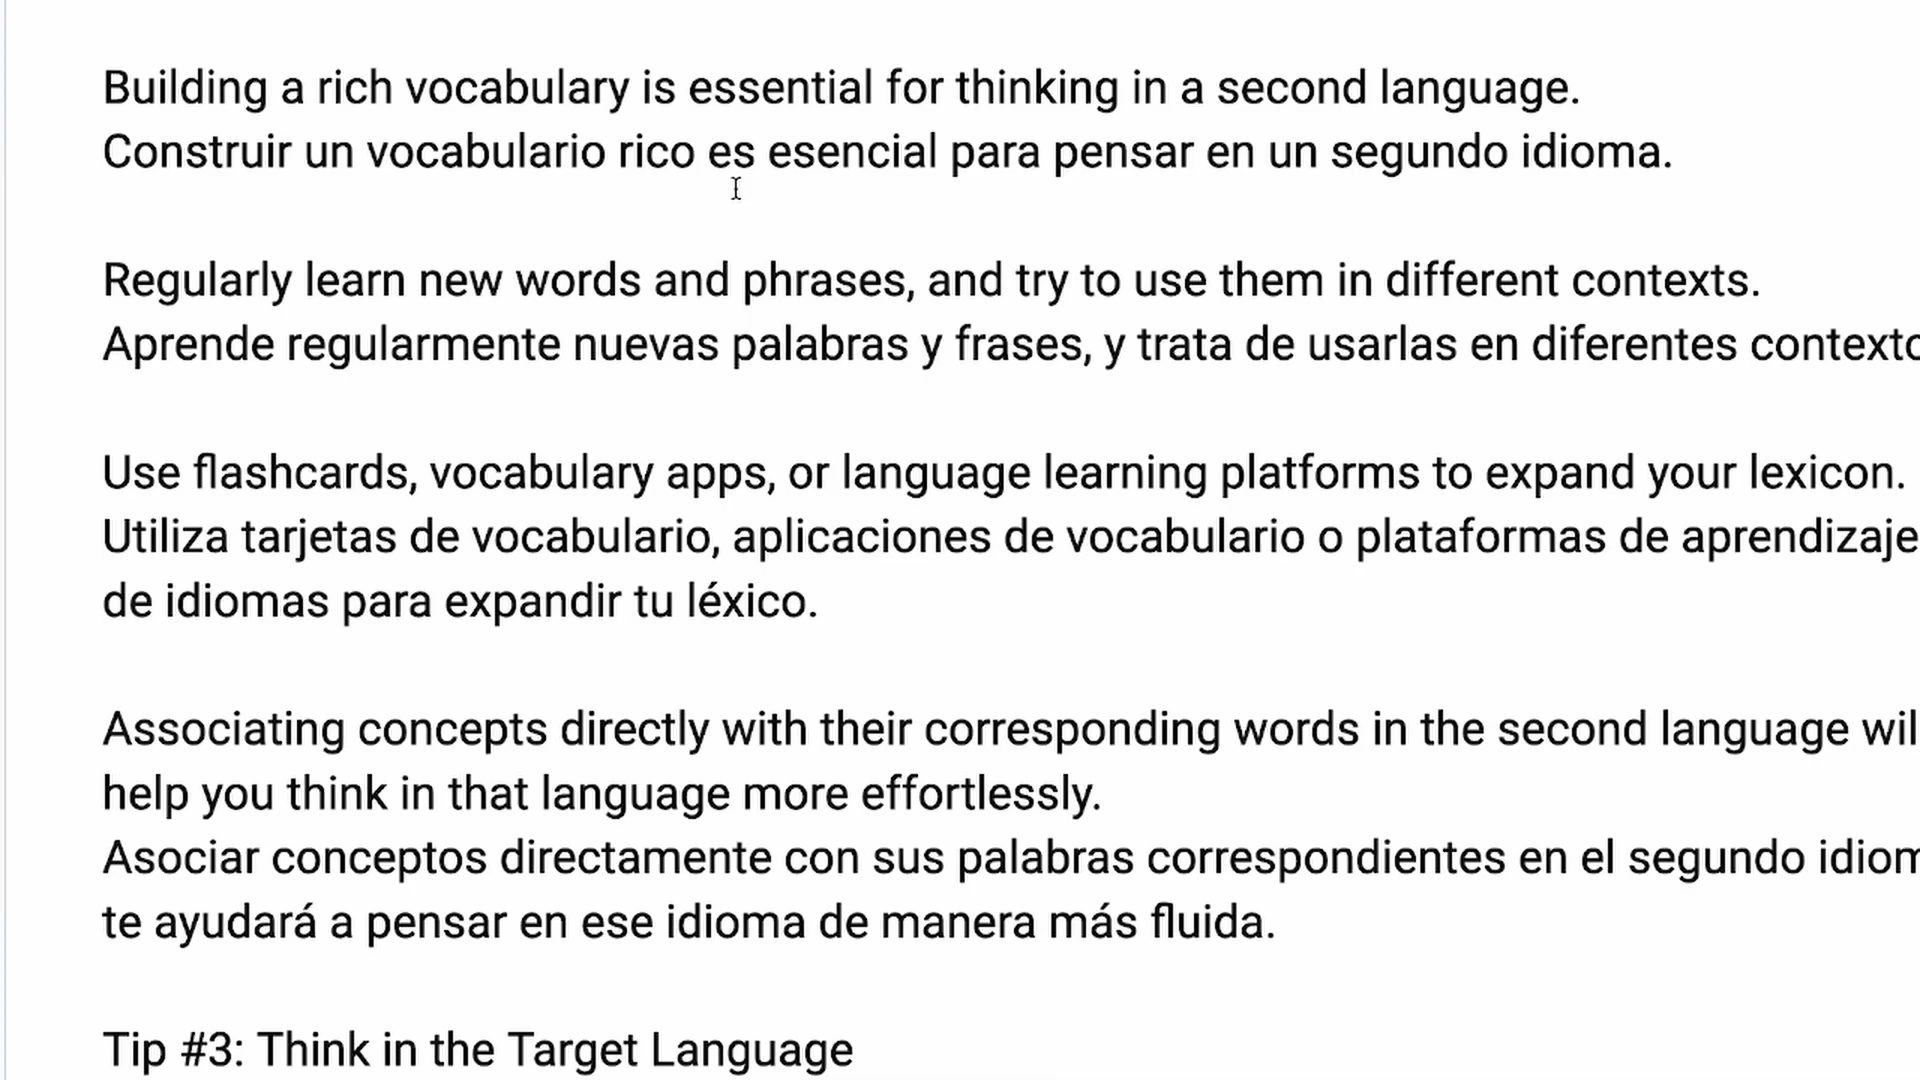 Building a rich vocabulary is essential for thinking in a second language.
Construir un vocabulario rico es esencial para pensar en un segundo idioma.
Regularly learn new words and phrases, and try to use them in different contexts.
Aprende regularmente nuevas palabras y frases, y trata de usarlas en diferentes contexto
Use flashcards, vocabulary apps, or language learning platforms to expand your lexicon.
Utiliza tarjetas de vocabulario, aplicaciones de vocabulario o plataformas de aprendizaje
de idiomas para expandir tu léxico.
Associating concepts directly with their corresponding words in the second language wil
help you think in that language more effortlessly.
Asociar conceptos directamente con sus palabras correspondientes en el segundo idiom
te ayudará a pensar en ese idioma de manera más fluida.
Tip #3: Think in the Target Language